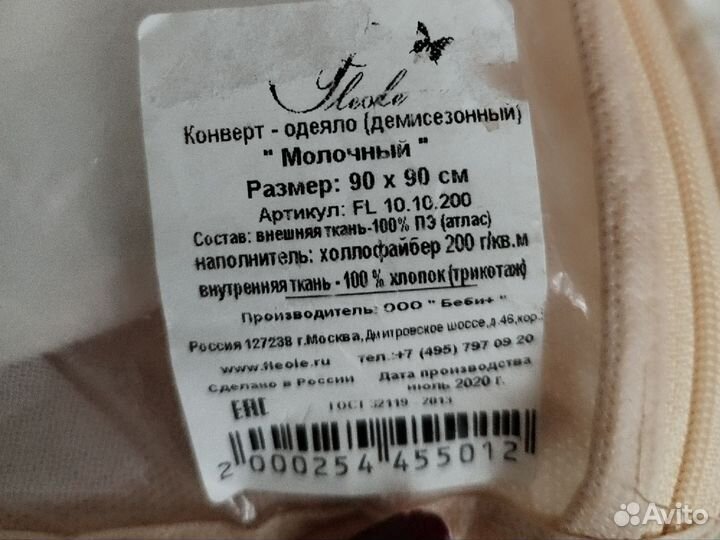 Fleole
Конверт - одеяло (демисезонный)
" Молочный "
Размер: 90 х 90 см
Артикул: FL 10.10.200
Состав: внешняя ткань-100% ПЭ (атлас)
наполнитель: холлофайбер 200 г/кв.м
внутренняя ткань - 100 % хлопок (трикотаж)
Производитель: ООО " Беби+ "
Россия 127238 г.Москва, Дмитровское шоссе,д.46,кор.
www.fleole.ru тел.:+7 (495) 797 09 20
Сделано в России Дата производства
июль 2020 г.
EAC ГОСТ 32119 - 2013
2 000254 455012
Avito